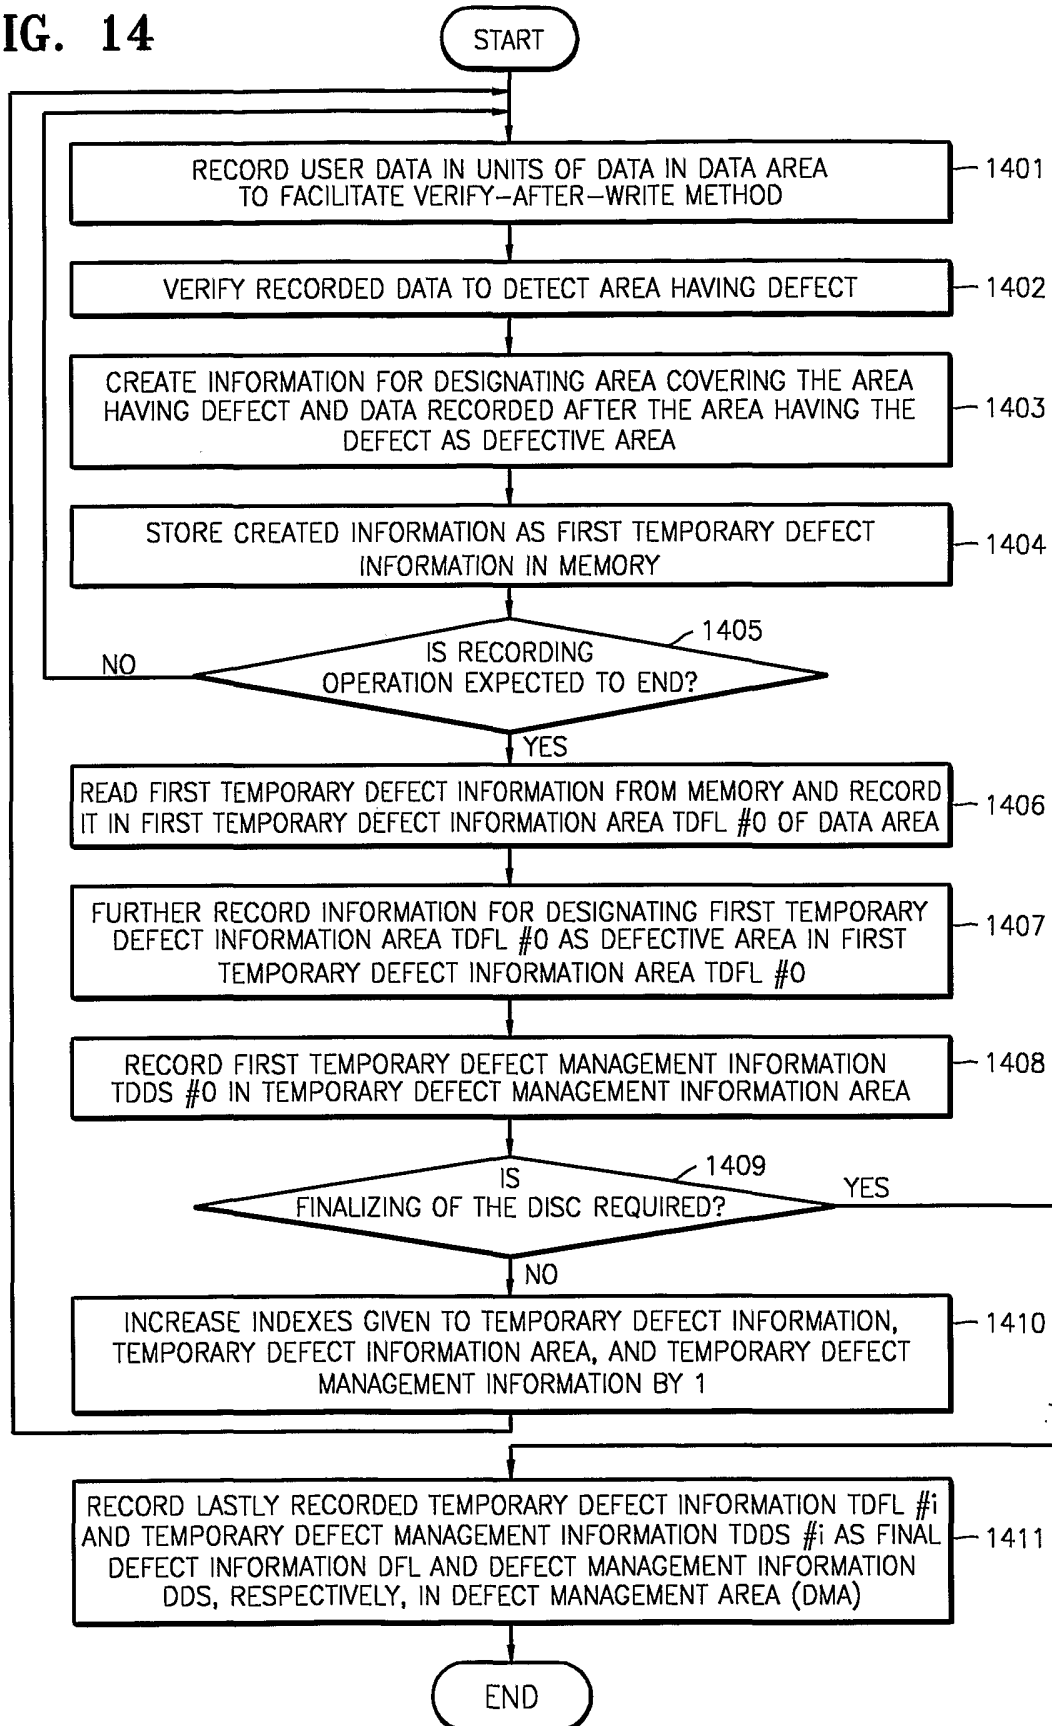 IG. 14
START
RECORD USER DATA IN UNITS OF DATA IN DATA AREA
TO FACILITATE VERIFY-AFTER-WRITE METHOD
1401
VERIFY RECORDED DATA TO DETECT AREA HAVING DEFECT
1402
CREATE INFORMATION FOR DESIGNATING AREA COVERING THE AREA
HAVING DEFECT AND DATA RECORDED AFTER THE AREA HAVING THE
DEFECT AS DEFECTIVE AREA
1403
STORE CREATED INFORMATION AS FIRST TEMPORARY DEFECT
INFORMATION IN MEMORY
1404
1405
IS RECORDING
OPERATION EXPECTED TO END?
NO
YES
READ FIRST TEMPORARY DEFECT INFORMATION FROM MEMORY AND RECORD
IT IN FIRST TEMPORARY DEFECT INFORMATION AREA TDFL #0 OF DATA AREA
1406
FURTHER RECORD INFORMATION FOR DESIGNATING FIRST TEMPORARY
DEFECT INFORMATION AREA TDFL #0 AS DEFECTIVE AREA IN FIRST
TEMPORARY DEFECT INFORMATION AREA TDFL #0
1407
RECORD FIRST TEMPORARY DEFECT MANAGEMENT INFORMATION
TDDS #0 IN TEMPORARY DEFECT MANAGEMENT INFORMATION AREA
1408
1409
IS
FINALIZING OF THE DISC REQUIRED?
YES
NO
INCREASE INDEXES GIVEN TO TEMPORARY DEFECT INFORMATION,
TEMPORARY DEFECT INFORMATION AREA, AND TEMPORARY DEFECT
MANAGEMENT INFORMATION BY 1
1410
RECORD LASTLY RECORDED TEMPORARY DEFECT INFORMATION TDFL #i
AND TEMPORARY DEFECT MANAGEMENT INFORMATION TDDS #i AS FINAL
DEFECT INFORMATION DFL AND DEFECT MANAGEMENT INFORMATION
DDS, RESPECTIVELY, IN DEFECT MANAGEMENT AREA (DMA)
1411
END